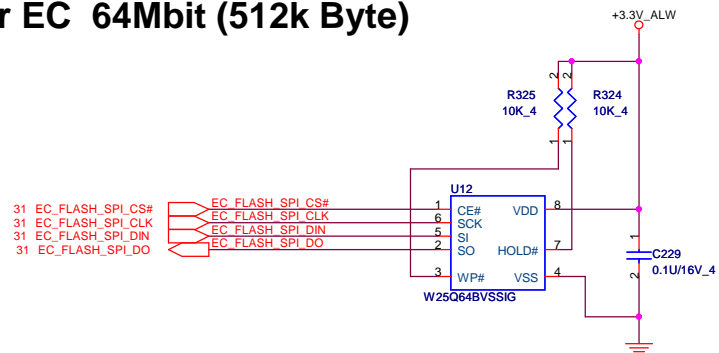 r EC 64Mbit (512k Byte)
+3.3V_ALW
2 2
R325 R324
10K_4 10K_4
1 1
U12
31 EC_FLASH_SPI_CS# EC_FLASH_SPI_CS# 1 CE# VDD 8
31 EC_FLASH_SPI_CLK EC_FLASH_SPI_CLK 6 SCK
31 EC_FLASH_SPI_DIN EC_FLASH_SPI_DIN 5 SI
31 EC_FLASH_SPI_DO EC_FLASH_SPI_DO 2 SO HOLD# 7
3 WP# VSS 4
W25Q64BVSSIG
1
C229
0.1U/16V_4
2